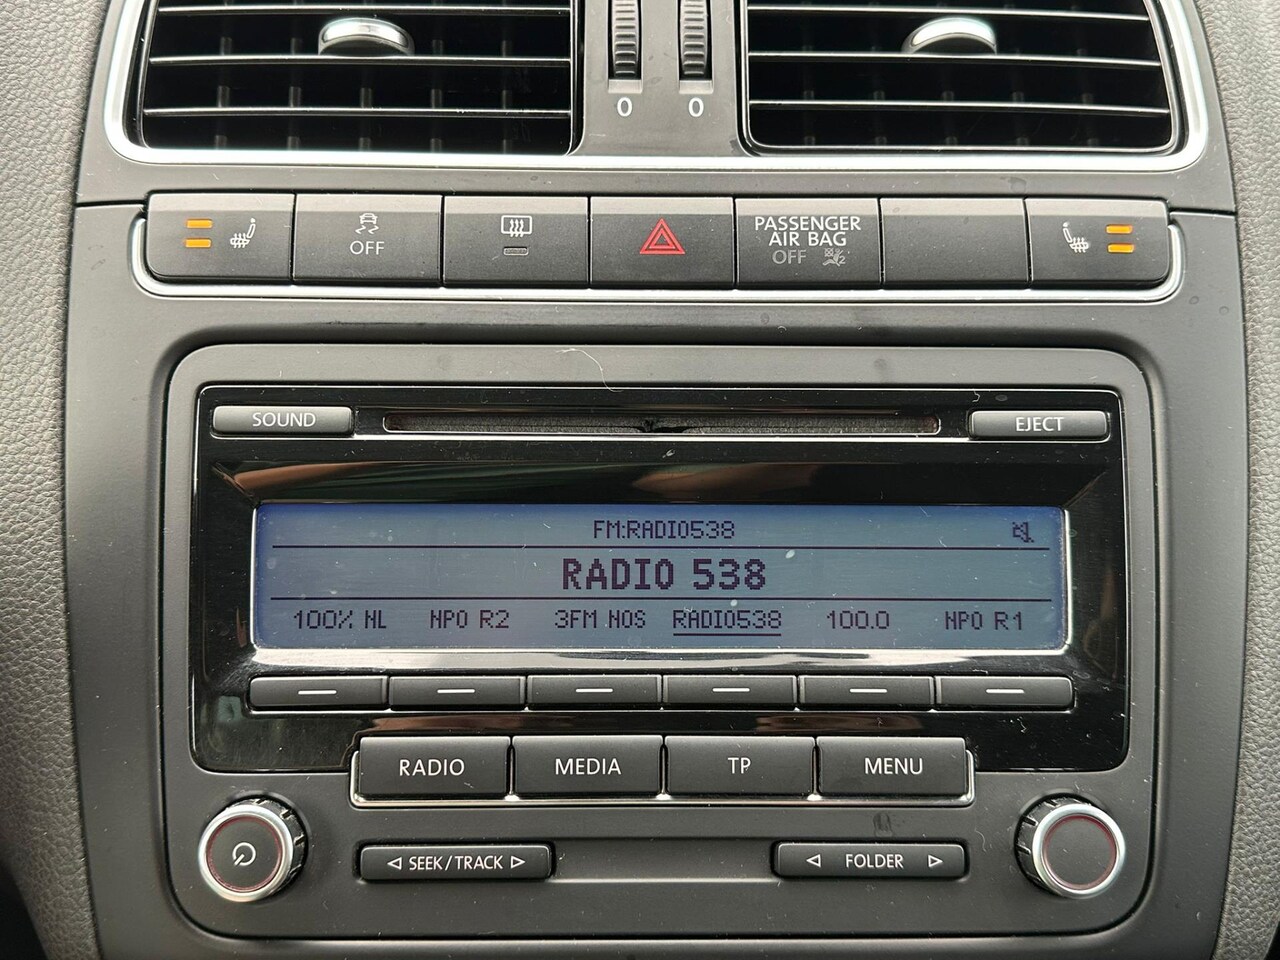 0 0
OFF
PASSENGER
AIR BAG
OFF
SOUND
EJECT
FM:RADIO538
RADIO 538
100% NL NPO R2 3FM NOS RADIO538 100.0 NPO R1
RADIO MEDIA TP MENU
SEEK/TRACK FOLDER